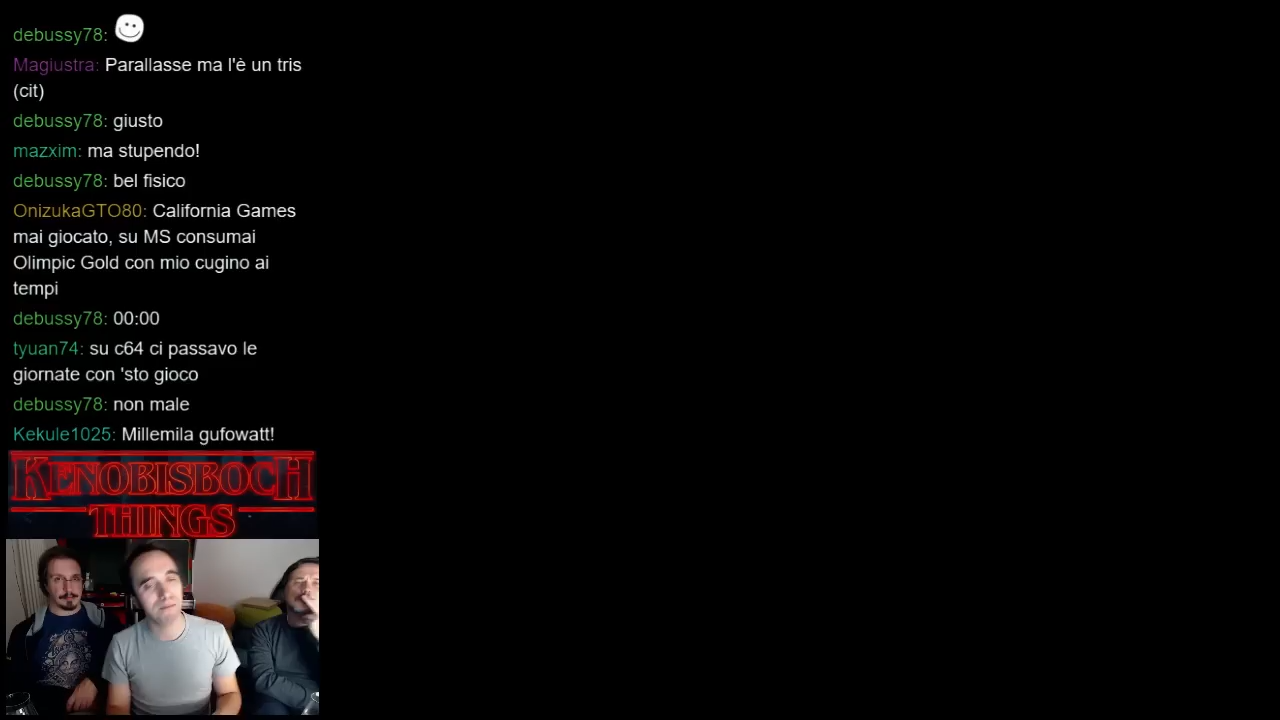 debussy78:
Magiustra: Parallasse ma l'è un tris
(cit)
debussy78: giusto
mazxim: ma stupendo!
debussy78: bel fisico
OnizukaGTO80: California Games
mai giocato, su MS consumai
Olimpic Gold con mio cugino ai
tempi
debussy78: 00:00
tyuan74: su c64 ci passavo le
giornate con 'sto gioco
debussy78: non male
Kekule1025: Millemila gufowatt!
KENOBISBOCH
THINGS